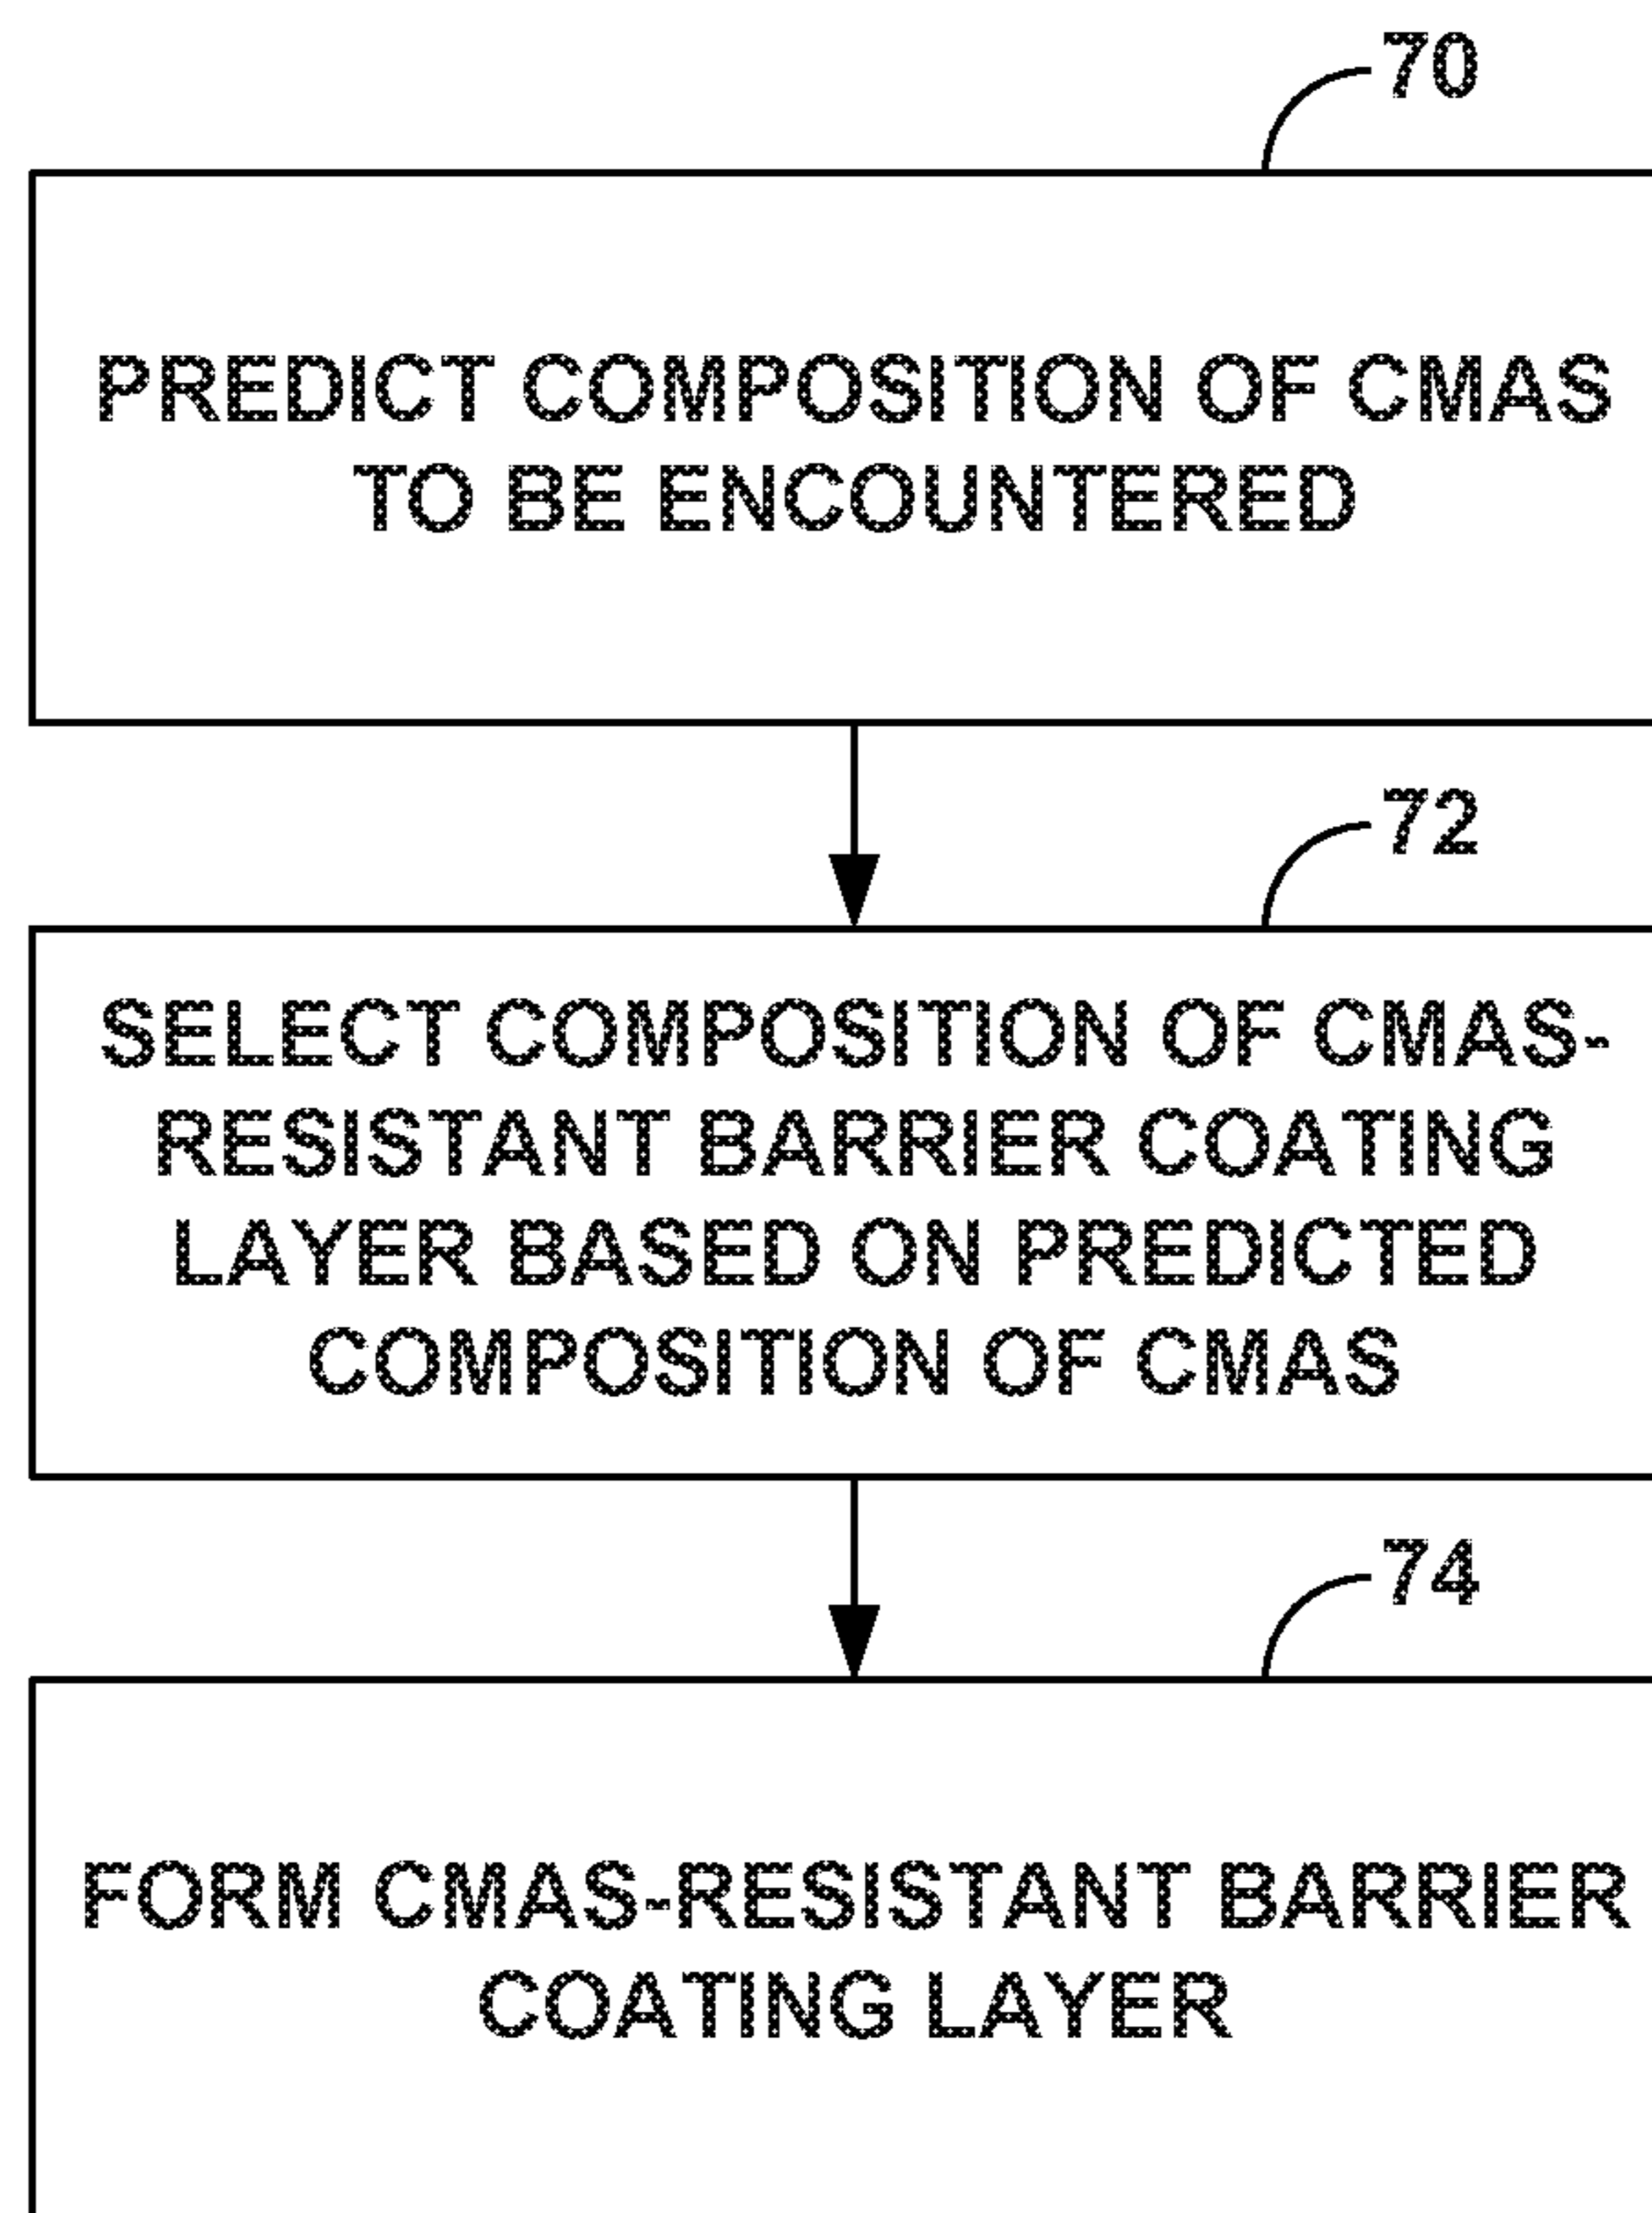 70
PREDICT COMPOSITION OF CMAS
TO BE ENCOUNTERED
72
SELECT COMPOSITION OF CMAS-
RESISTANT BARRIER COATING
LAYER BASED ON PREDICTED
COMPOSITION OF CMAS
74
FORM CMAS-RESISTANT BARRIER
COATING LAYER